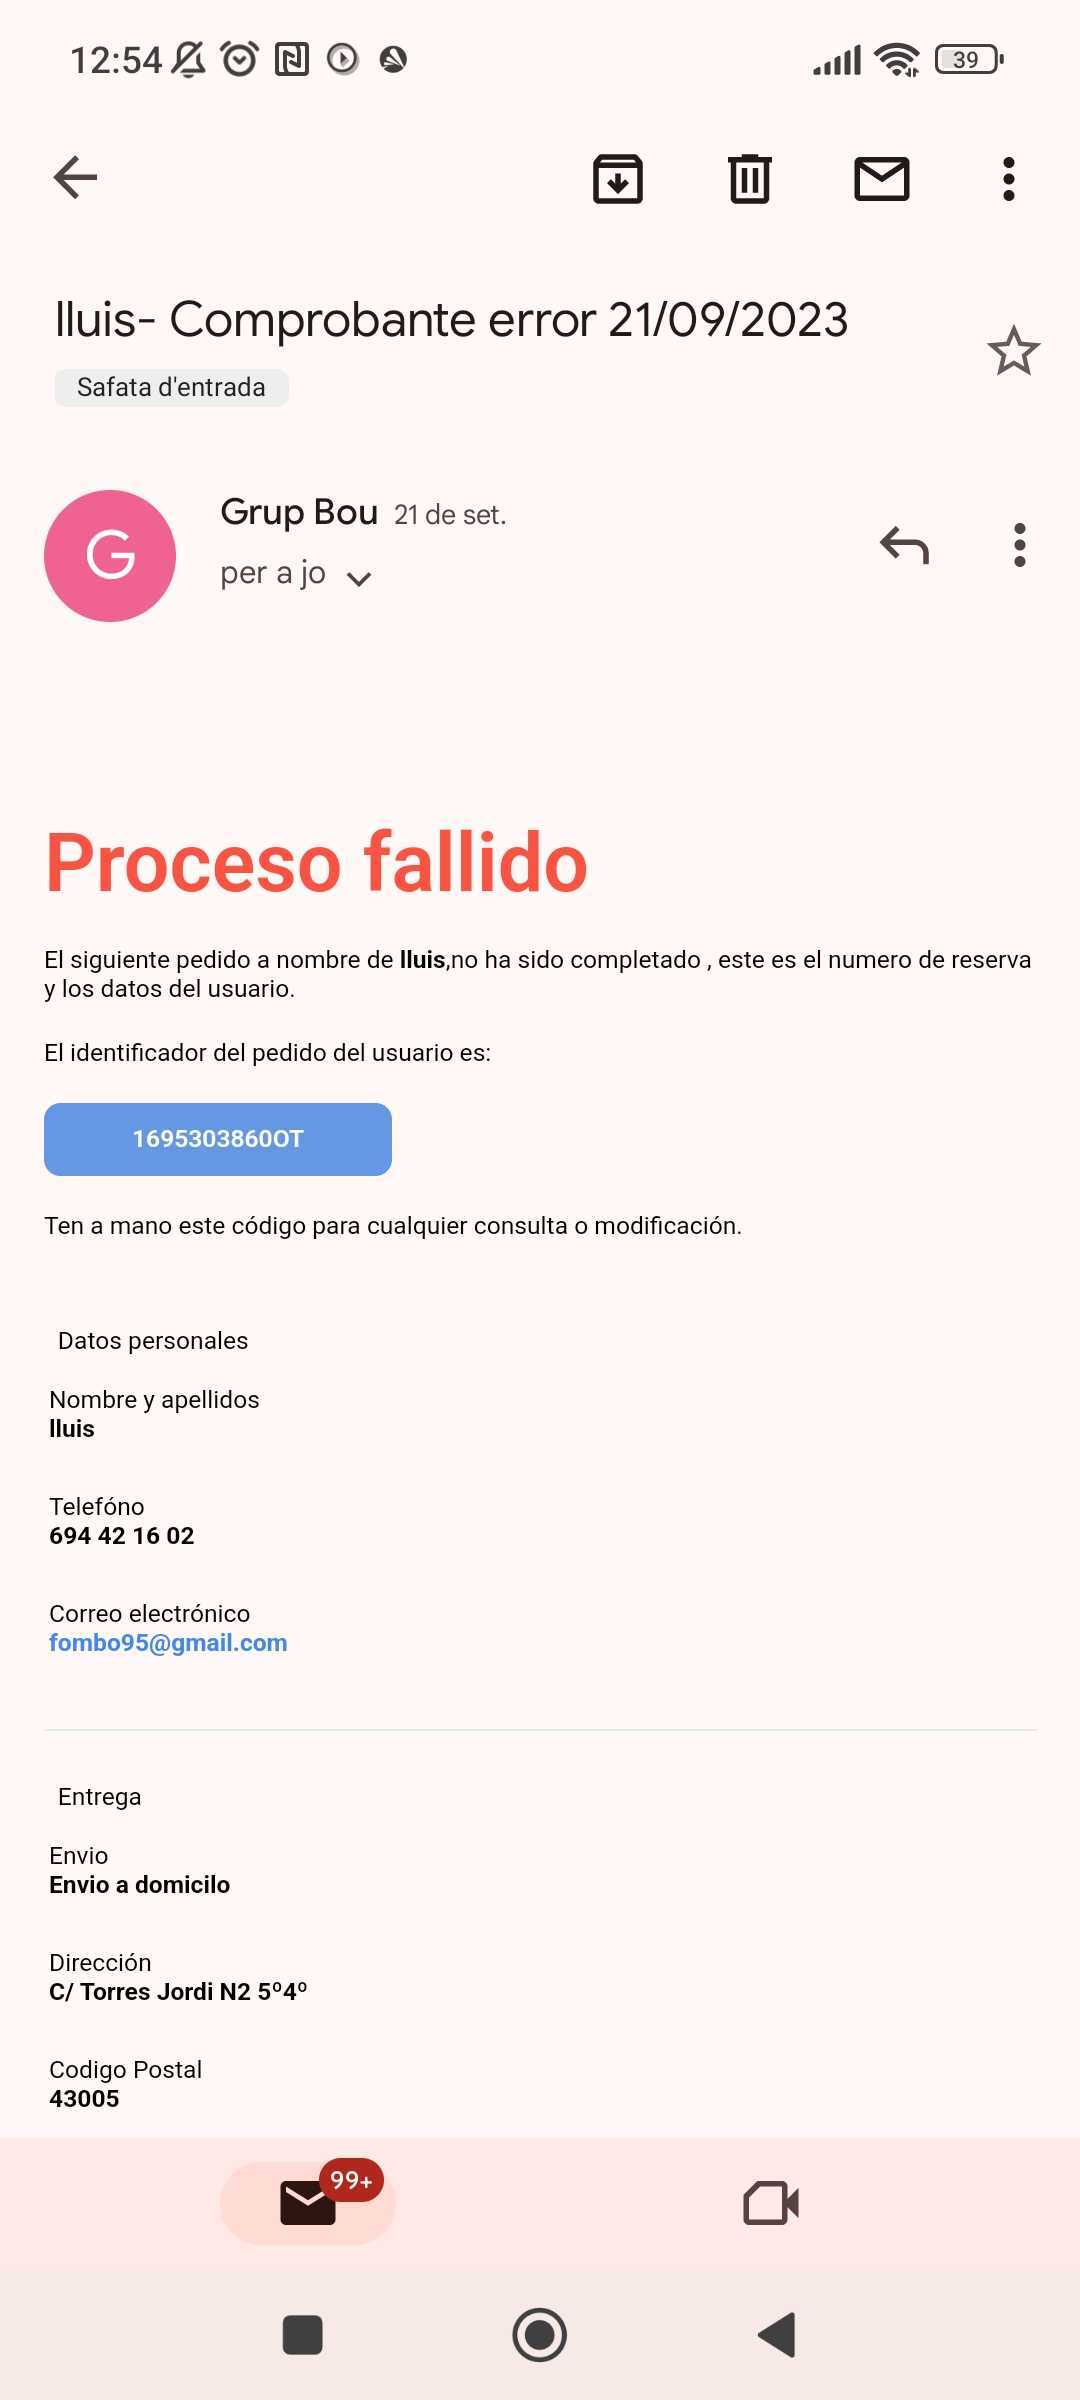 12:54
39
lluis- Comprobante error 21/09/2023
Safata d'entrada
G
Grup Bou 21 de set.
per a jo
Proceso fallido
El siguiente pedido a nombre de lluis,no ha sido completado , este es el numero de reserva
y los datos del usuario.
El identificador del pedido del usuario es:
1695303860OT
Ten a mano este código para cualquier consulta o modificación.
Datos personales
Nombre y apellidos
lluis
Telefóno
694 42 16 02
Correo electrónico
fombo95@gmail.com
Entrega
Envio
Envio a domicilo
Dirección
C/ Torres Jordi N2 5º4º
Codigo Postal
43005
99+